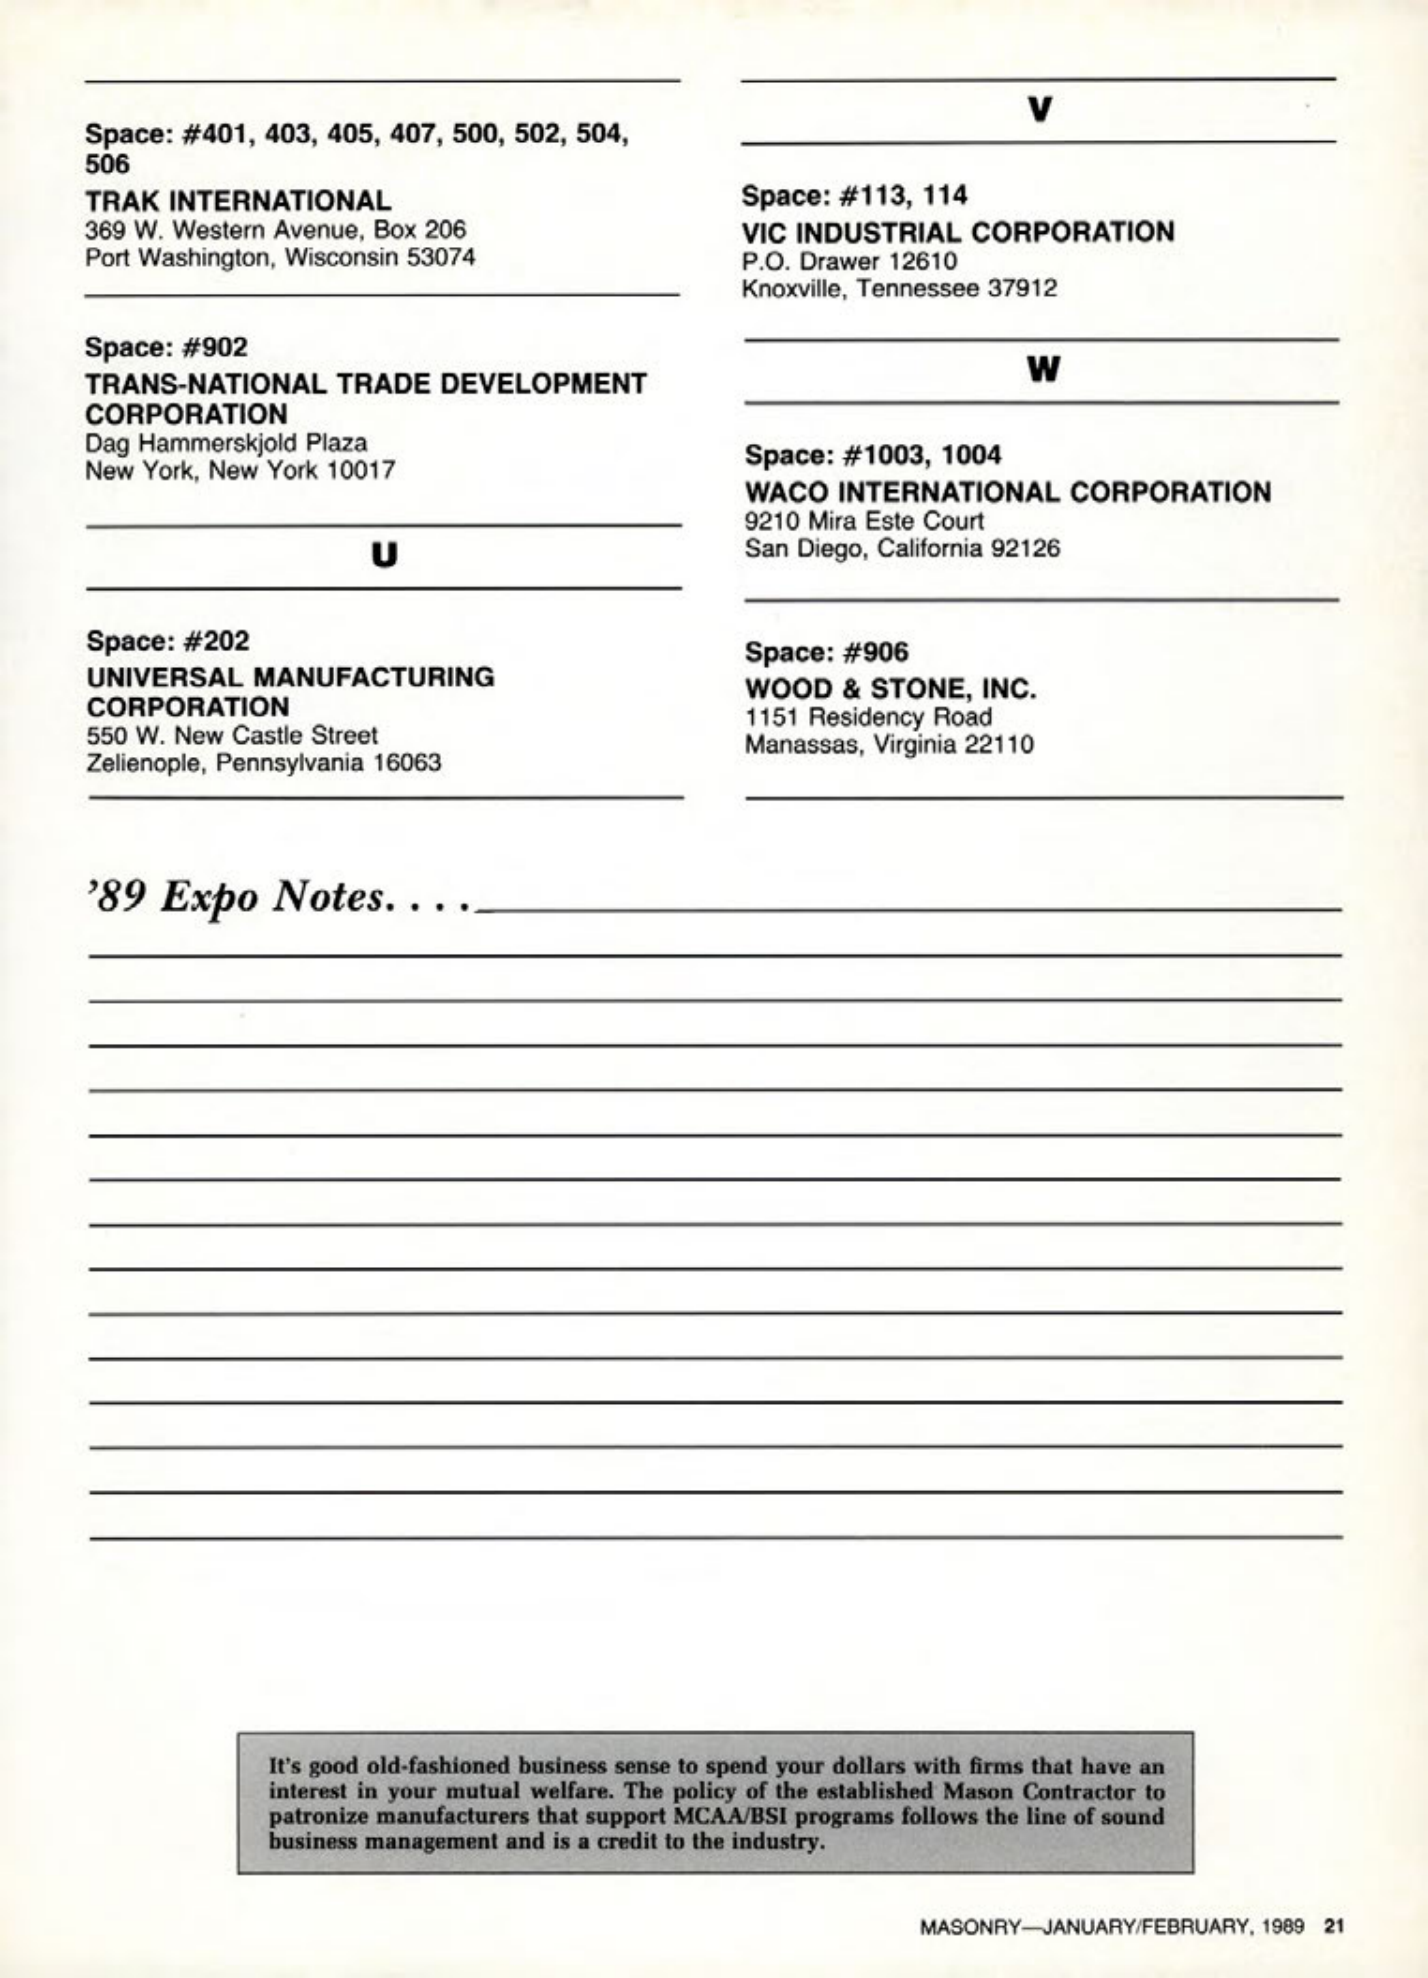 Space: #401, 403, 405, 407, 500, 502, 504,
506
TRAK INTERNATIONAL
369 W. Western Avenue, Box 206
Port Washington, Wisconsin 53074
Space: #902
TRANS-NATIONAL TRADE DEVELOPMENT
CORPORATION
Dag Hammerskjold Plaza
New York, New York 10017
U
Space: #202
UNIVERSAL MANUFACTURING
CORPORATION
550 W. New Castle Street
Zelienople, Pennsylvania 16063
V
Space: #113, 114
VIC INDUSTRIAL CORPORATION
P.O. Drawer 12610
Knoxville, Tennessee 37912
W
Space: #1003, 1004
WACO INTERNATIONAL CORPORATION
9210 Mira Este Court
San Diego, California 92126
Space: #906
WOOD & STONE, INC.
1151 Residency Road
Manassas, Virginia 22110
’89 Expo Notes. . . .
It's good old-fashioned business sense to spend your dollars with firms that have an
interest in your mutual welfare. The policy of the established Mason Contractor to
patronize manufacturers that support MCAA/BSI programs follows the line of sound
business management and is a credit to the industry.
MASONRY—JANUARY/FEBRUARY, 1989 21